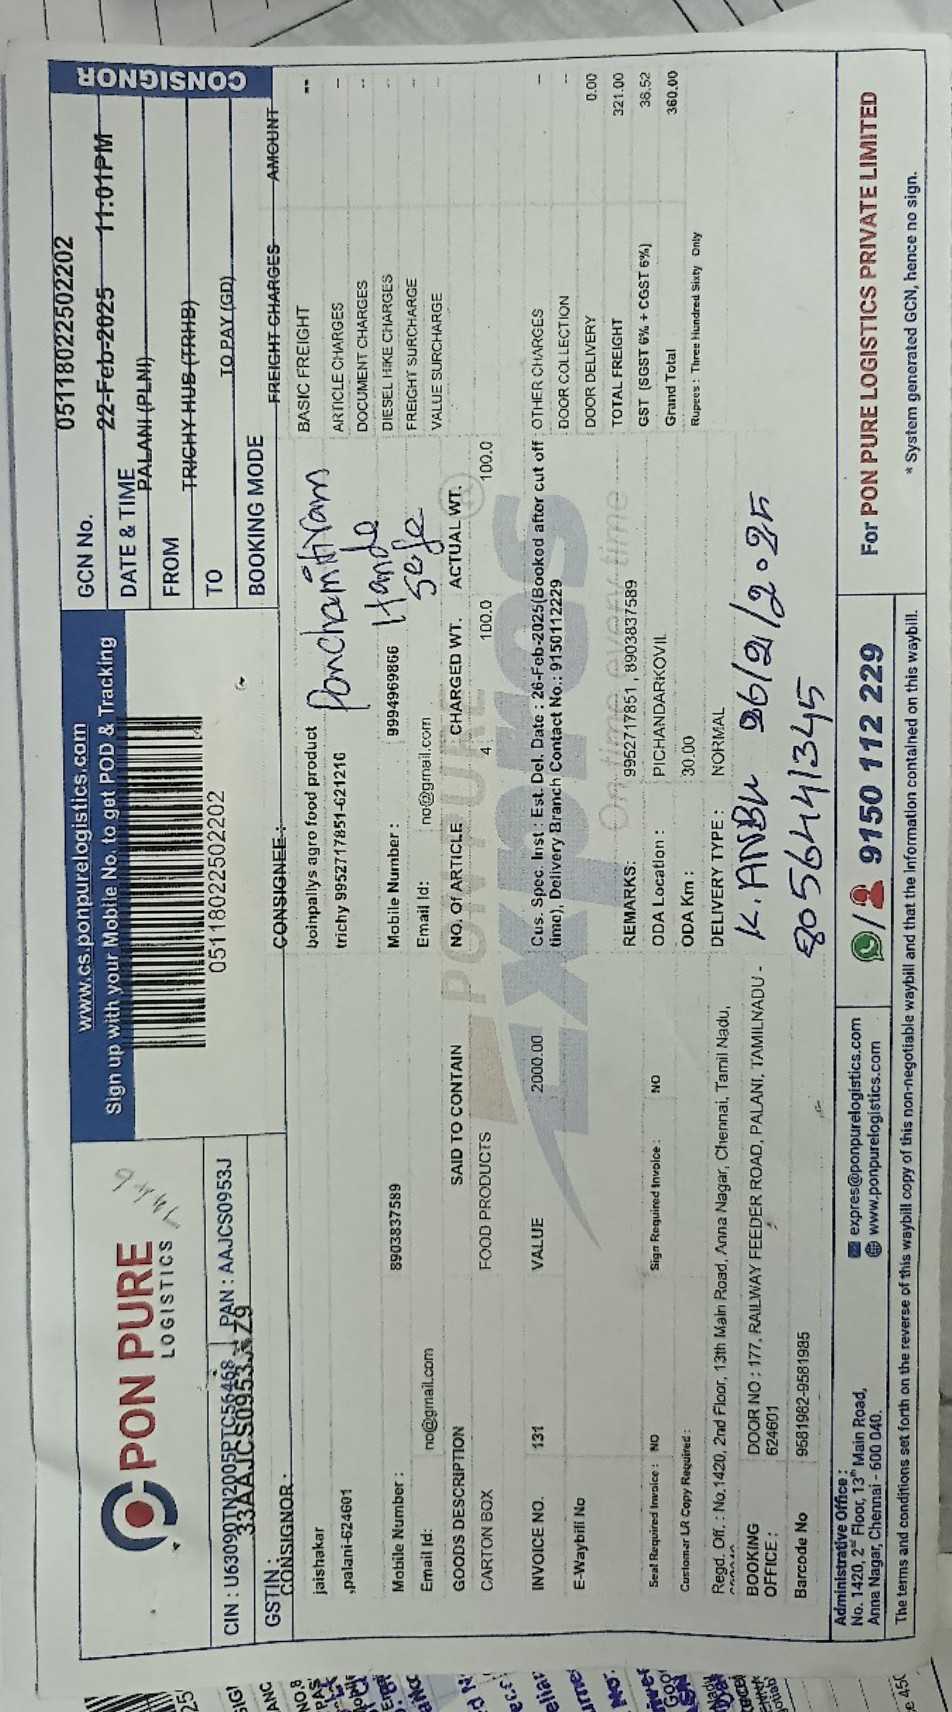 PON PURE
LOGISTICS
CIN : U63090TN2005PTC56468 PAN : AAJCS0953J
GSTIN :
www.cs.ponpurelogistics.com
Sign up with your Mobile No. to get POD & Tracking
05118022502202
CONSIGNOR
GCN No. 05118022502202
DATE & TIME 22-Feb-2025 11:01PM
FROM PALANI (PLNI)
TO TRICHY HUB (TRHB)
BOOKING MODE TO PAY (GD)
CONSIGNOR :
jaishakar
,palani-624601
Mobile Number : 8903837589
Email Id: no@gmail.com
CONSIGNEE :
boinpallys agro food product
trichy 9952717851-621216
Mobile Number : 9994969866
Email Id: no@gmail.com
Hande
Safe
FREIGHT CHARGES AMOUNT
BASIC FREIGHT --
ARTICLE CHARGES --
DOCUMENT CHARGES --
DIESEL HIKE CHARGES --
FREIGHT SURCHARGE --
VALUE SURCHARGE --
OTHER CHARGES --
DOOR COLLECTION --
DOOR DELIVERY 0.00
TOTAL FREIGHT 321.00
GST (SGST 6% + CGST 6%) 38.52
Grand Total 360.00
Rupees : Three Hundred Sixty Only
GOODS DESCRIPTION SAID TO CONTAIN NO. Of ARTICLE CHARGED WT. ACTUAL WT.
CARTON BOX FOOD PRODUCTS 4 100.0 100.0
PON PURE
Expres
On time every time
INVOICE NO. 131 VALUE 2000.00
E-Waybill No
Cus. Spec. Inst : Est. Del. Date : 26-Feb-2025(Booked after cut off
time), Delivery Branch Contact No.: 9150112229
REMARKS: 9952717851 , 8903837589
Seal Required Invoice : NO Sign Required Invoice : NO
ODA Location : PICHANDARKOVIL
Customer LR Copy Required :
ODA Km : 30.00
Regd. Off. : No.1420, 2nd Floor, 13th Main Road, Anna Nagar, Chennai, Tamil Nadu,
DELIVERY TYPE : NORMAL
BOOKING OFFICE : DOOR NO : 177, RAILWAY FEEDER ROAD, PALANI, TAMILNADU -
624601
Barcode No 9581982-9581985
K. ANBU 26/2/2025
8056441345
Administrative Office :
No. 1420, 2nd Floor, 13th Main Road,
Anna Nagar, Chennai - 600 040.
expres@ponpurelogistics.com
www.ponpurelogistics.com
9150 112 229
For PON PURE LOGISTICS PRIVATE LIMITED
* System generated GCN, hence no sign.
The terms and conditions set forth on the reverse of this waybill copy of this non-negotiable waybill and that the information contained on this waybill.